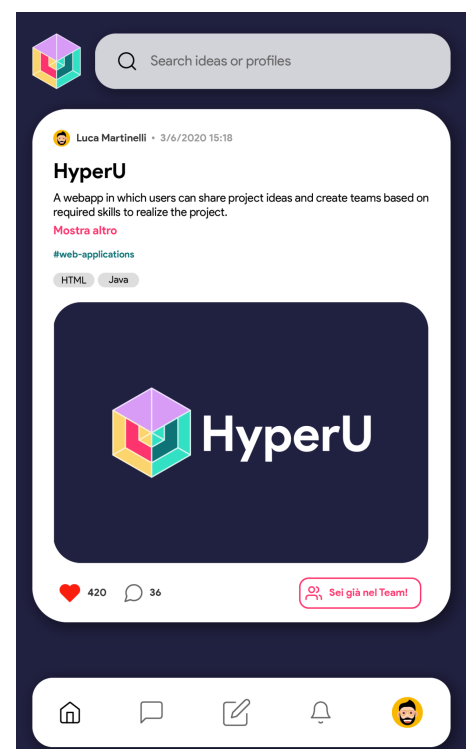 Search ideas or profiles
Luca Martinelli • 3/6/2020 15:18
HyperU
A webapp in which users can share project ideas and create teams based on
required skills to realize the project.
Mostra altro
#web-applications
HTML Java
HyperU
420 36 Sei già nel Team!